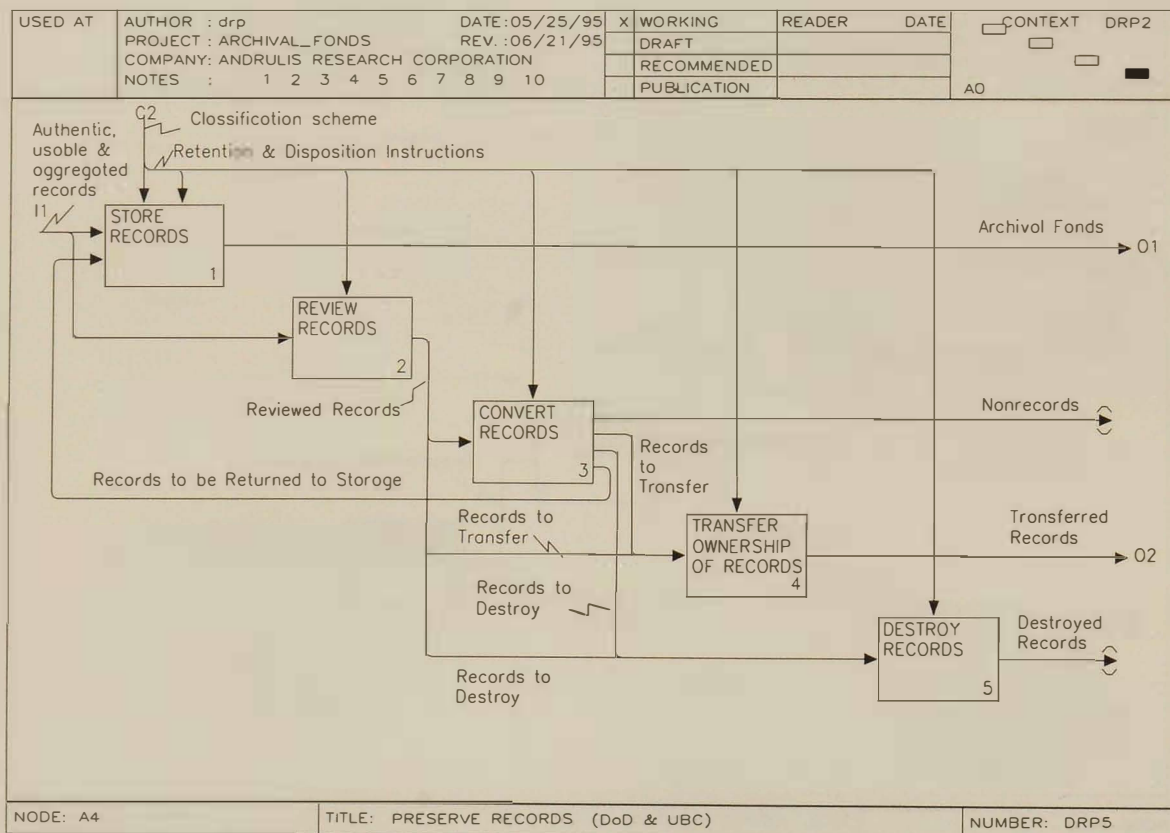 USED AT
AUTHOR : drp
DATE: 05/25/95
PROJECT : ARCHIVAL_FONDS
REV. : 06/21/95
COMPANY: ANDRULIS RESEARCH CORPORATION
NOTES : 1 2 3 4 5 6 7 8 9 10
X WORKING
DRAFT
RECOMMENDED
PUBLICATION
READER DATE
CONTEXT DRP2
A0
C2
Classificotion scheme
Authentic,
usoble &
oggregoted
records
I1
Retention & Disposition Instructions
STORE
RECORDS
1
Archivol Fonds
O1
REVIEW
RECORDS
2
Reviewed Records
CONVERT
RECORDS
3
Nonrecords
Records
to
Tronsfer
Records to be Returned to Storoge
Records to
Transfer
TRANSFER
OWNERSHIP
OF RECORDS
4
Tronsferred
Records
O2
Records to
Destroy
DESTROY
RECORDS
5
Destroyed
Records
Records to
Destroy
NODE: A4
TITLE: PRESERVE RECORDS (DoD & UBC)
NUMBER: DRP5